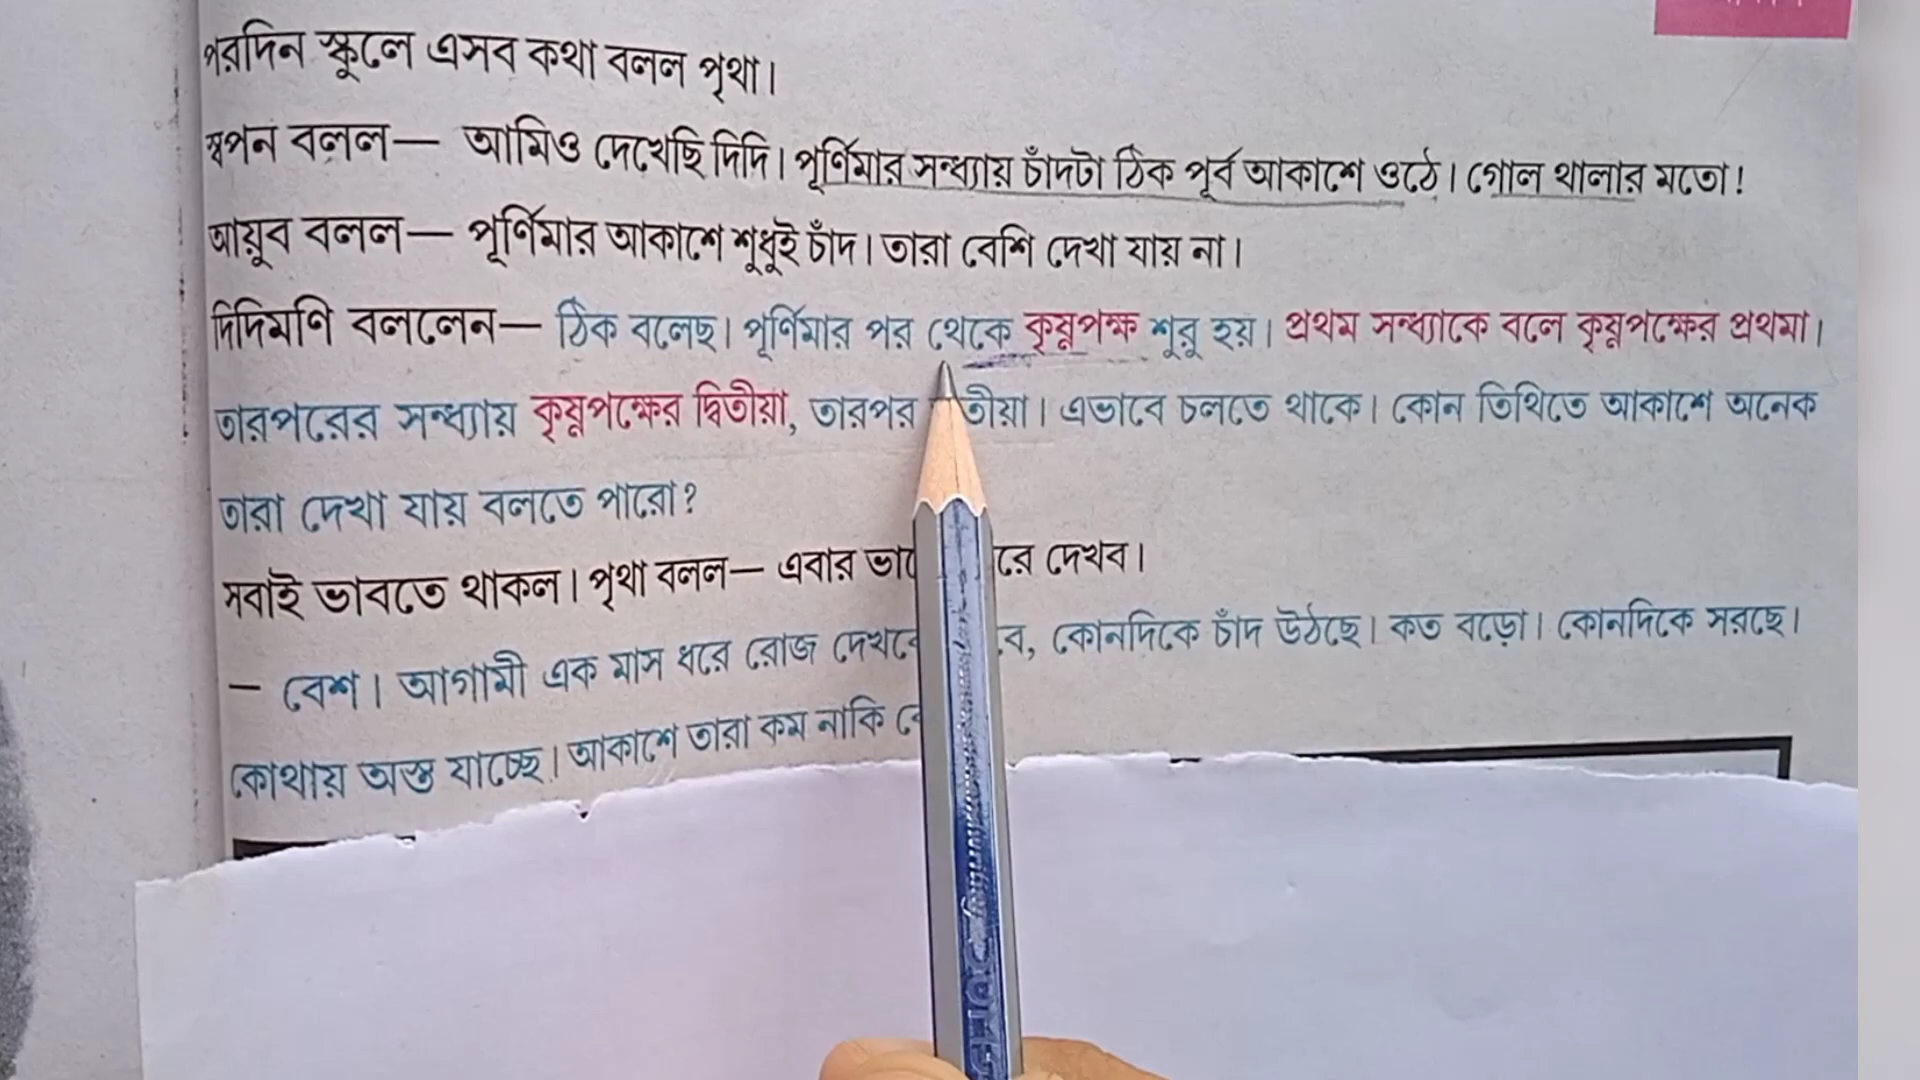 পরদিন স্কুলে এসব কথা বলল পৃথা।
স্বপন বলল— আমিও দেখেছি দিদি। পূর্ণিমার সন্ধ্যায় চাঁদটা ঠিক পূর্ব আকাশে ওঠে। গোল থালার মতো!
আয়ুব বলল— পূর্ণিমার আকাশে শুধুই চাঁদ। তারা বেশি দেখা যায় না।
দিদিমণি বললেন— ঠিক বলেছ। পূর্ণিমার পর থেকে কৃষ্ণপক্ষ শুরু হয়। প্রথম সন্ধ্যাকে বলে কৃষ্ণপক্ষের প্রথমা।
তারপরের সন্ধ্যায় কৃষ্ণপক্ষের দ্বিতীয়া, তারপর তীয়া। এভাবে চলতে থাকে। কোন তিথিতে আকাশে অনেক
তারা দেখা যায় বলতে পারো?
সবাই ভাবতে থাকল। পৃথা বলল— এবার রে দেখব।
— বেশ। আগামী এক মাস ধরে রোজ কোনদিকে চাঁদ উঠছে। কত বড়ো। কোনদিকে সরছে।
কোথায় অস্ত যাচ্ছে। আকাশে তারা কম নাকি